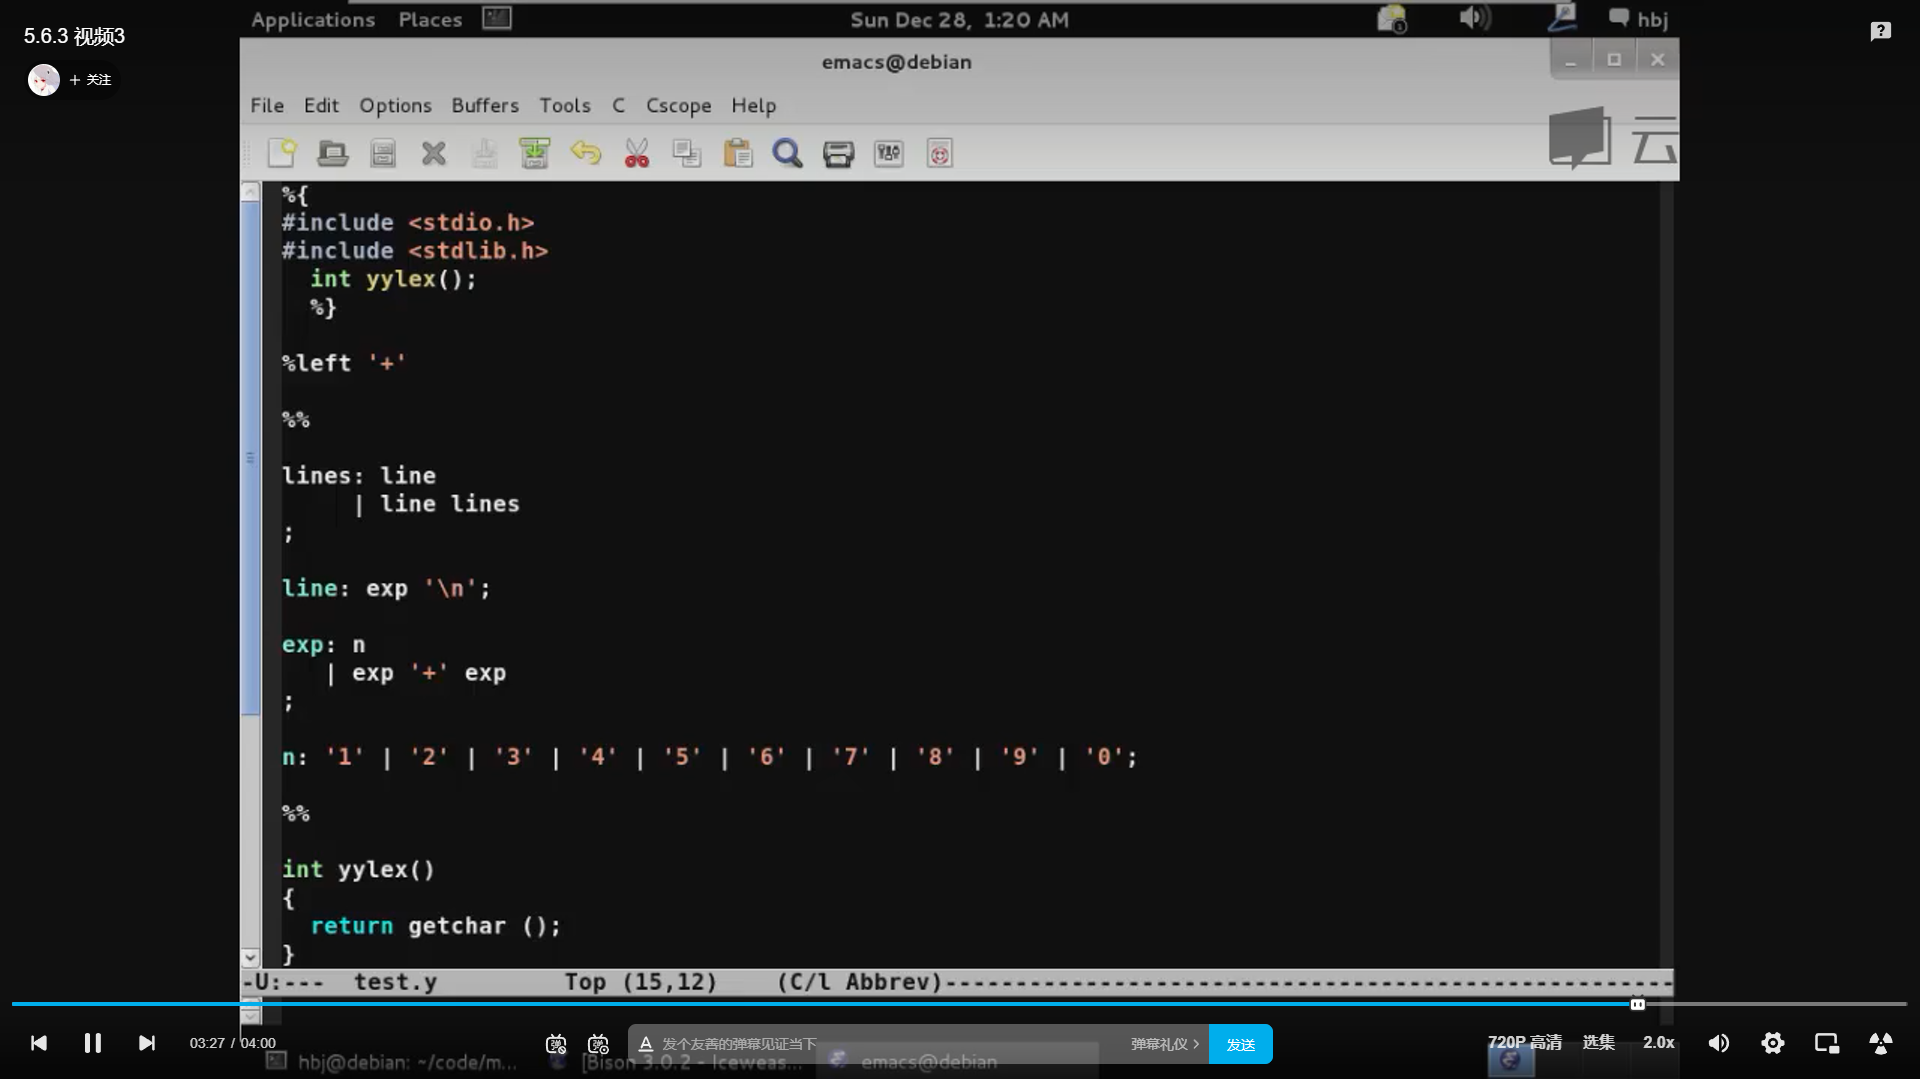 Applications Places Sun Dec 28, 1:20 AM hbj
5.6.3 视频3
+ 关注
emacs@debian
File Edit Options Buffers Tools C Cscope Help
云
%{
#include <stdio.h>
#include <stdlib.h>
int yylex();
%}
%left '+'
%%
lines: line
| line lines
;
line: exp '\n';
exp: n
| exp '+' exp
;
n: '1' | '2' | '3' | '4' | '5' | '6' | '7' | '8' | '9' | '0';
%%
int yylex()
{
return getchar ();
}
-U:--- test.y Top (15,12) (C/l Abbrev)--------------------------------------------------
03:27 / 04:00 弹 弹 A 发个友善的弹幕见证当下 弹幕礼仪 > 发送 720P 高清 选集 2.0x
hbj@debian: ~/code/m... [Bison 3.0.2 - Iceweas... emacs@debian